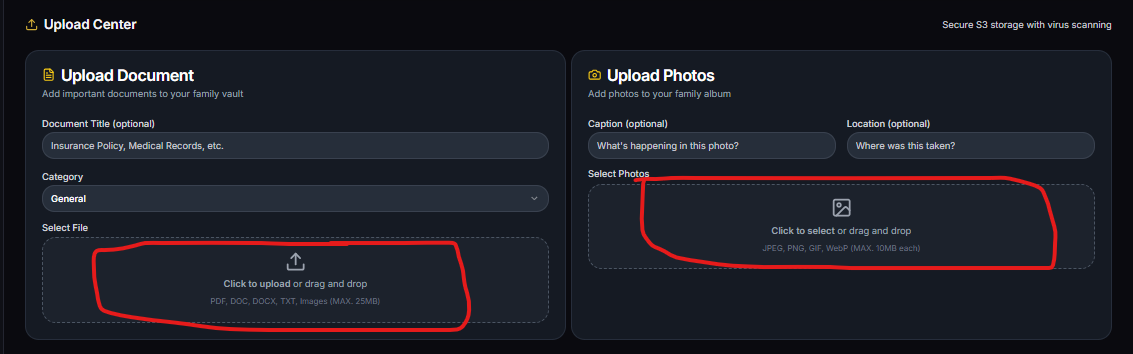 Upload Center
Secure S3 storage with virus scanning
Upload Document
Add important documents to your family vault
Document Title (optional)
Insurance Policy, Medical Records, etc.
Category
General
Select File
Click to upload or drag and drop
PDF, DOC, DOCX, TXT, Images (MAX. 25MB)
Upload Photos
Add photos to your family album
Caption (optional)
Location (optional)
What's happening in this photo?
Where was this taken?
Select Photos
Click to select or drag and drop
JPEG, PNG, GIF, WebP (MAX. 10MB each)